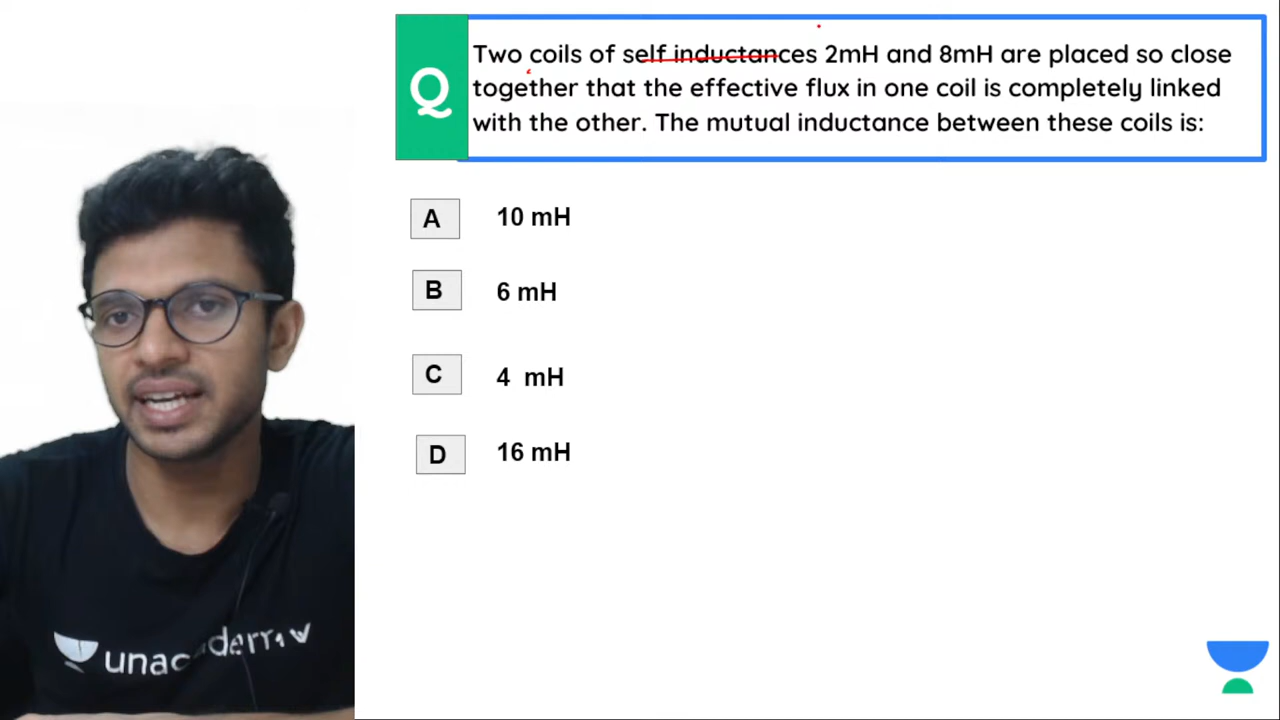 Q
Two coils of self inductances 2mH and 8mH are placed so close
together that the effective flux in one coil is completely linked
with the other. The mutual inductance between these coils is:
A 10 mH
B 6 mH
C 4 mH
D 16 mH
unacademy